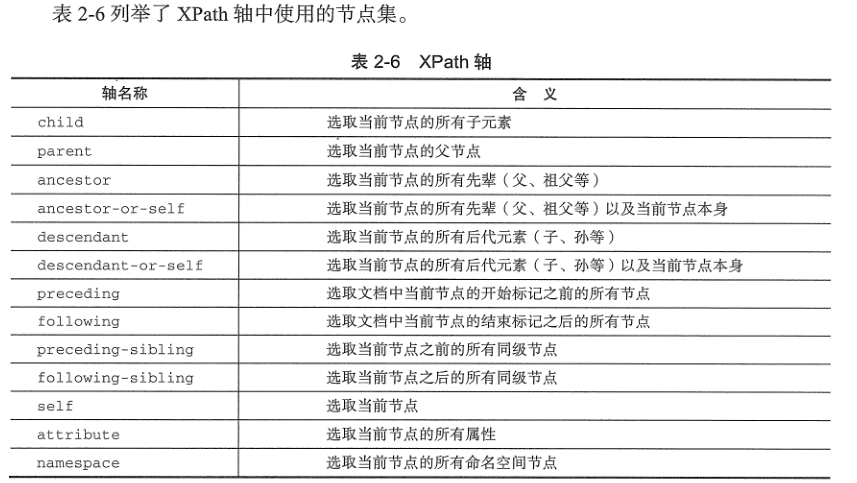 表 2-6 列举了 XPath 轴中使用的节点集。
表 2-6 XPath 轴
轴名称 含 义
child 选取当前节点的所有子元素
parent 选取当前节点的父节点
ancestor 选取当前节点的所有先辈（父、祖父等）
ancestor-or-self 选取当前节点的所有先辈（父、祖父等）以及当前节点本身
descendant 选取当前节点的所有后代元素（子、孙等）
descendant-or-self 选取当前节点的所有后代元素（子、孙等）以及当前节点本身
preceding 选取文档中当前节点的开始标记之前的所有节点
following 选取文档中当前节点的结束标记之后的所有节点
preceding-sibling 选取当前节点之前的所有同级节点
following-sibling 选取当前节点之后的所有同级节点
self 选取当前节点
attribute 选取当前节点的所有属性
namespace 选取当前节点的所有命名空间节点